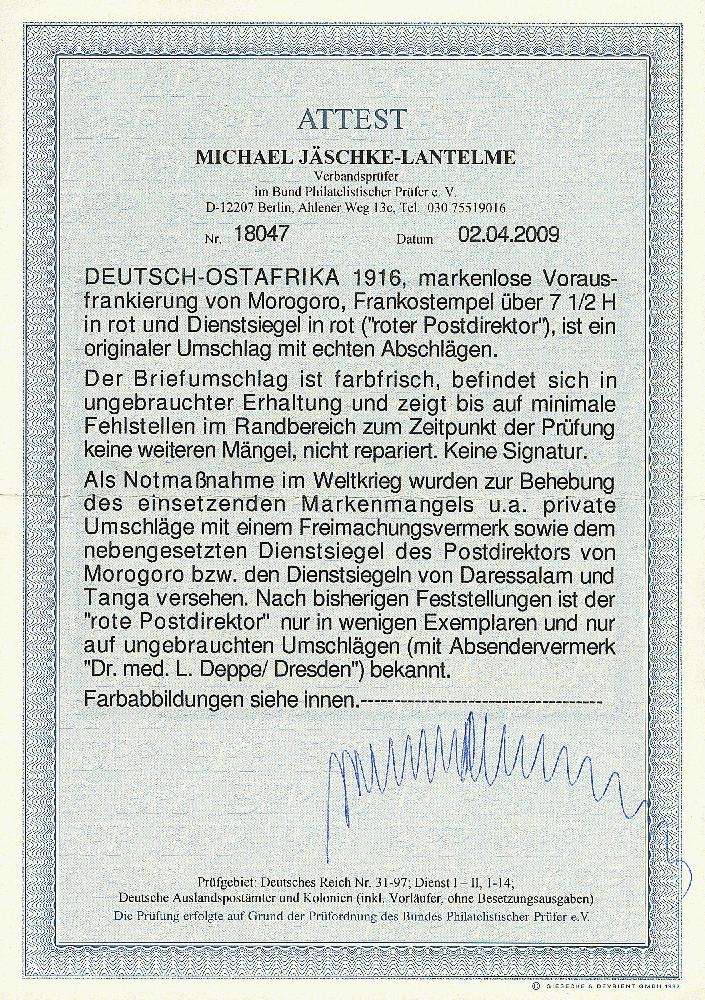 ATTEST
MICHAEL JÄSCHKE-LANTELME
Verbandsprüfer
im Bund Philatelistischer Prüfer e. V.
D-12207 Berlin, Ahlener Weg 13c, Tel. 030 75519016
Nr. 18047 Datum 02.04.2009
DEUTSCH-OSTAFRIKA 1916, markenlose Voraus-
frankierung von Morogoro, Frankostempel über 7 1/2 H
in rot und Dienstsiegel in rot ("roter Postdirektor"), ist ein
originaler Umschlag mit echten Abschlägen.
Der Briefumschlag ist farbfrisch, befindet sich in
ungebrauchter Erhaltung und zeigt bis auf minimale
Fehlstellen im Randbereich zum Zeitpunkt der Prüfung
keine weiteren Mängel, nicht repariert. Keine Signatur.
Als Notmaßnahme im Weltkrieg wurden zur Behebung
des einsetzenden Markenmangels u.a. private
Umschläge mit einem Freimachungsvermerk sowie dem
nebengesetzten Dienstsiegel des Postdirektors von
Morogoro bzw. den Dienstsiegeln von Daressalam und
Tanga versehen. Nach bisherigen Feststellungen ist der
"rote Postdirektor" nur in wenigen Exemplaren und nur
auf ungebrauchten Umschlägen (mit Absendervermerk
"Dr. med. L. Deppe/ Dresden") bekannt.
Farbabbildungen siehe innen.------------------------------------
Prüfgebiet: Deutsches Reich Nr. 31-97; Dienst I – II, 1-14;
Deutsche Auslandspostämter und Kolonien (inkl. Vorläufer, ohne Besetzungsausgaben)
Die Prüfung erfolgte auf Grund der Prüfordnung des Bundes Philatelistischer Prüfer e.V.
© GIESECKE & DEVRIENT GMBH